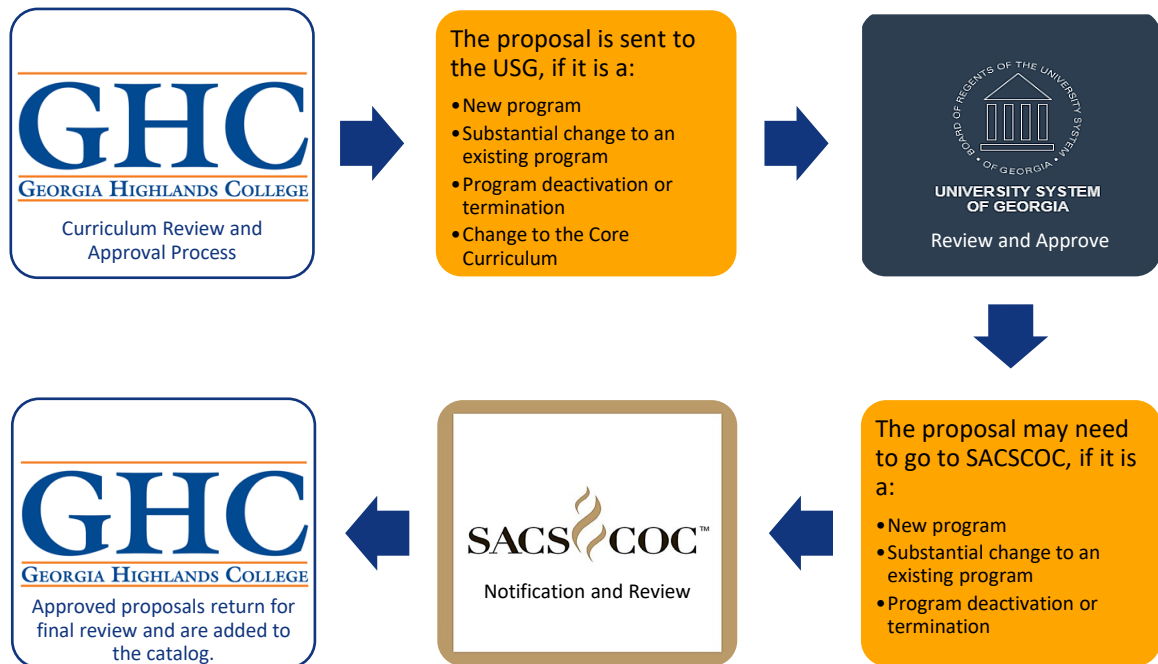 GHC
GEORGIA HIGHLANDS COLLEGE
Curriculum Review and
Approval Process
The proposal is sent to
the USG, if it is a:
•New program
•Substantial change to an
existing program
•Program deactivation or
termination
•Change to the Core
Curriculum
BOARD OF REGENTS OF THE UNIVERSITY SYSTEM
• OF GEORGIA •
UNIVERSITY SYSTEM
OF GEORGIA
Review and Approve
The proposal may need
to go to SACSCOC, if it is
a:
•New program
•Substantial change to an
existing program
•Program deactivation or
termination
SACS COC™
Notification and Review
GHC
GEORGIA HIGHLANDS COLLEGE
Approved proposals return for
final review and are added to
the catalog.